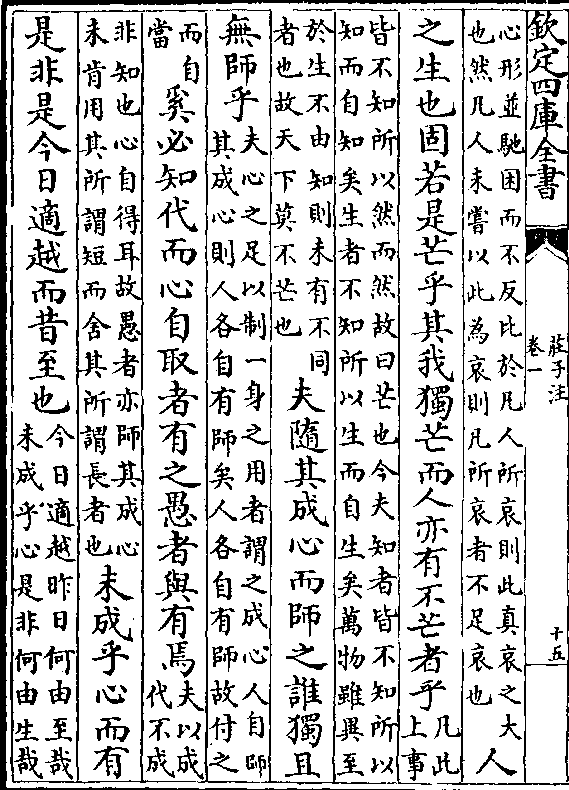 欽定四庫全書
莊子注
卷一
十五
心形並馳困而不反比於凡人所哀則此真哀之大
也然凡人未嘗以此為哀則凡所哀者不足哀也
人
之生也固若是芒乎其我獨芒而人亦有不芒者乎
凡此
上事
皆不知所以然而然故曰芒也今夫知者皆不知所以
知而自知矣生者不知所以生而自生矣萬物雖異至
於生不由知則未有不同
者也故天下莫不芒也
夫隨其成心而師之誰獨且
無師乎
夫心之足以制一身之用者謂之成心人自師
其成心則人各自有師矣人各自有師故付之
而自
當
奚必知代而心自取者有之愚者與有焉
夫以成
代不成
非知也心自得耳故愚者亦師其成心
未肯用其所謂短而舍其所謂長者也
未成乎心而有
是非是今日適越而昔至也
今日適越昨日何由至哉
未成乎心是非何由生哉